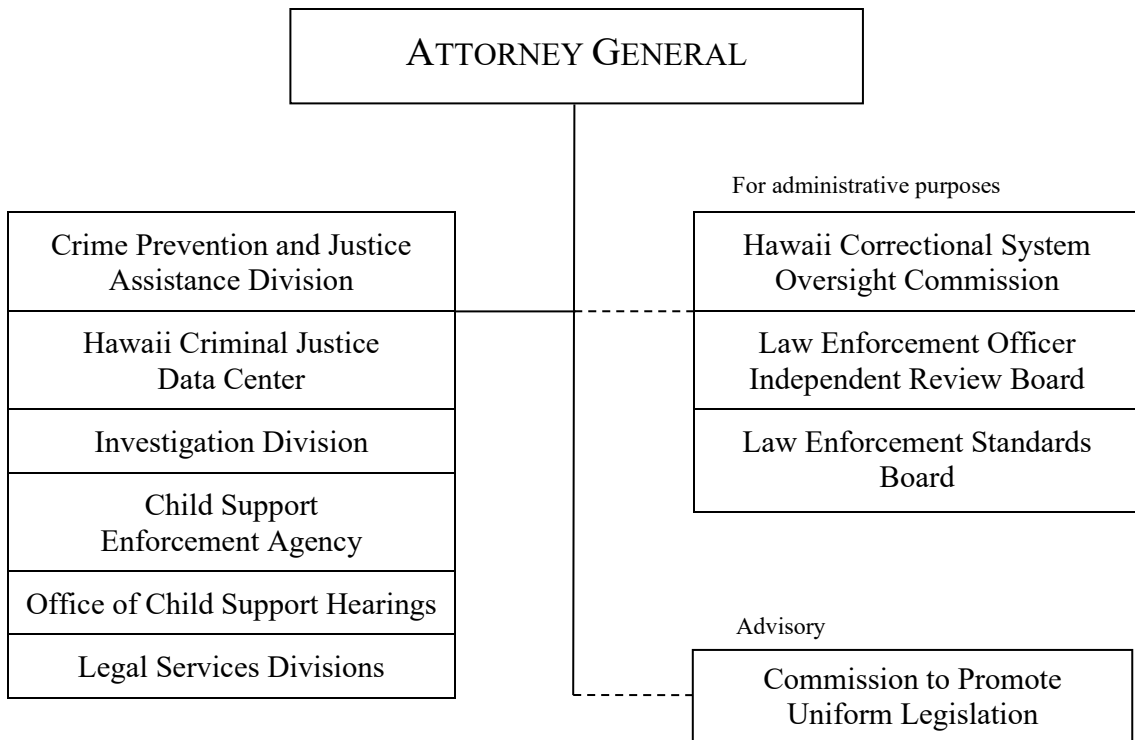 ATTORNEY GENERAL
For administrative purposes
Crime Prevention and Justice
Assistance Division
Hawaii Criminal Justice
Data Center
Investigation Division
Child Support
Enforcement Agency
Office of Child Support Hearings
Legal Services Divisions
Hawaii Correctional System
Oversight Commission
Law Enforcement Officer
Independent Review Board
Law Enforcement Standards
Board
Advisory
Commission to Promote
Uniform Legislation